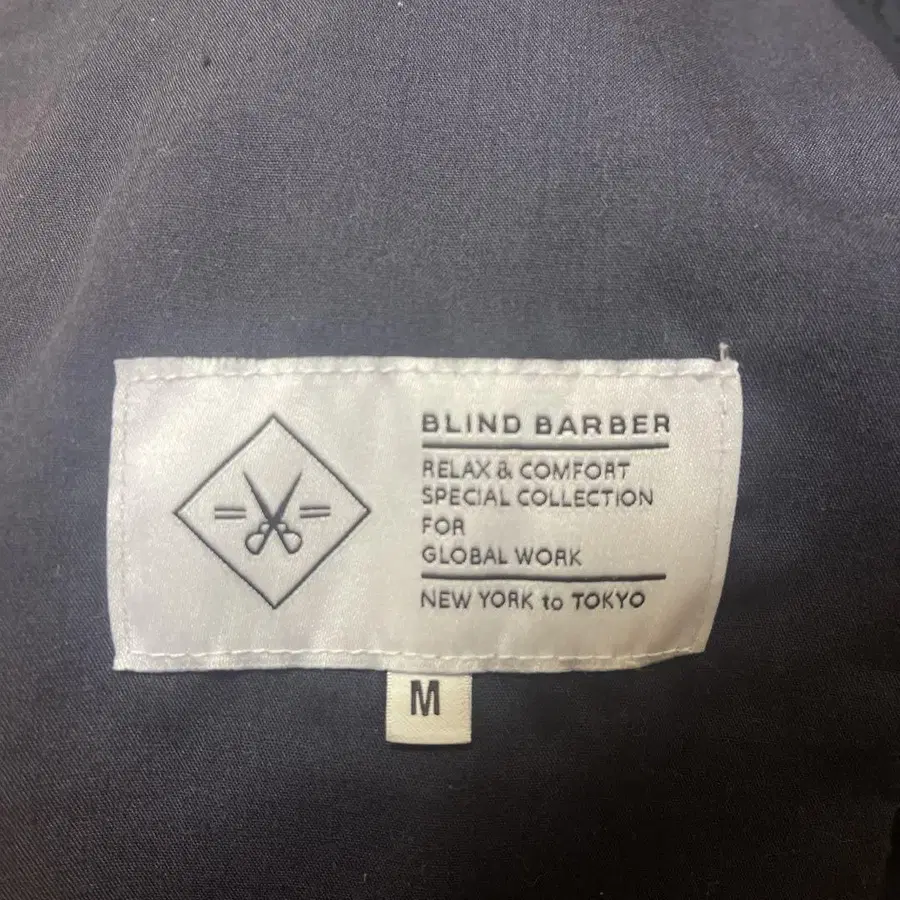 BLIND BARBER
RELAX & COMFORT
SPECIAL COLLECTION
FOR
GLOBAL WORK
NEW YORK to TOKYO
M